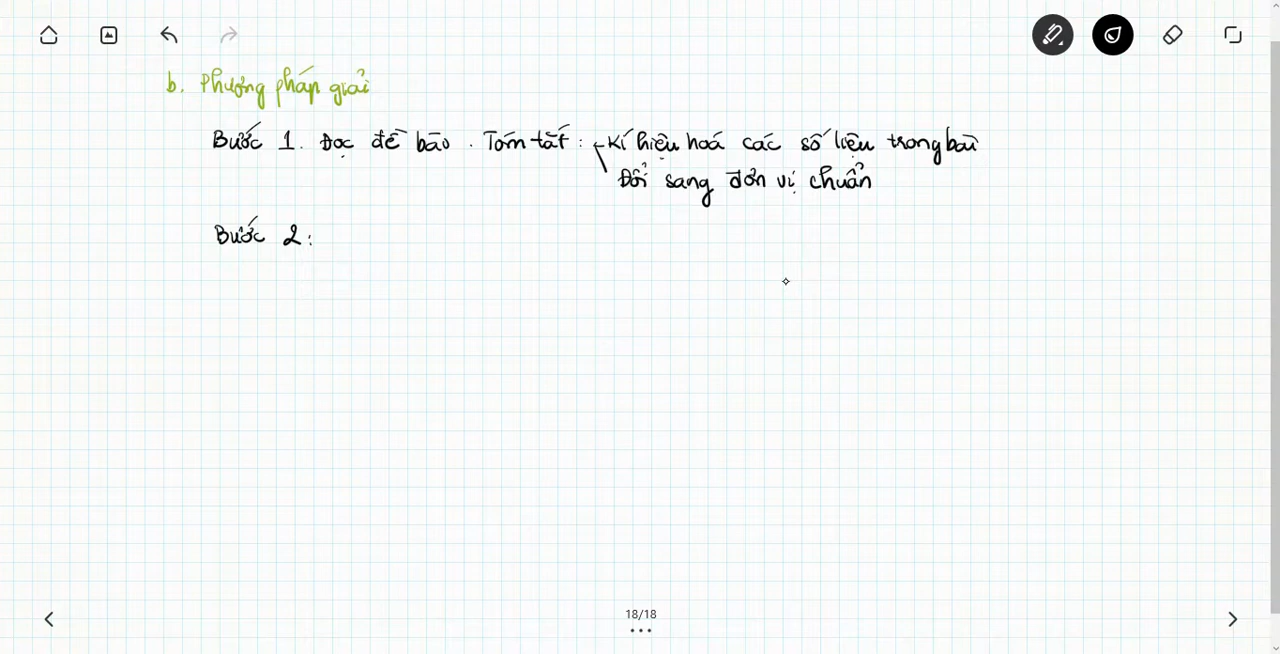 b. Phương pháp giải
Bước 1. Đọc đề bào. Tóm tắt: - Kí hiệu hoá các số liệu trong bài
Đổi sang đơn vị chuẩn
Bước 2:
18/18